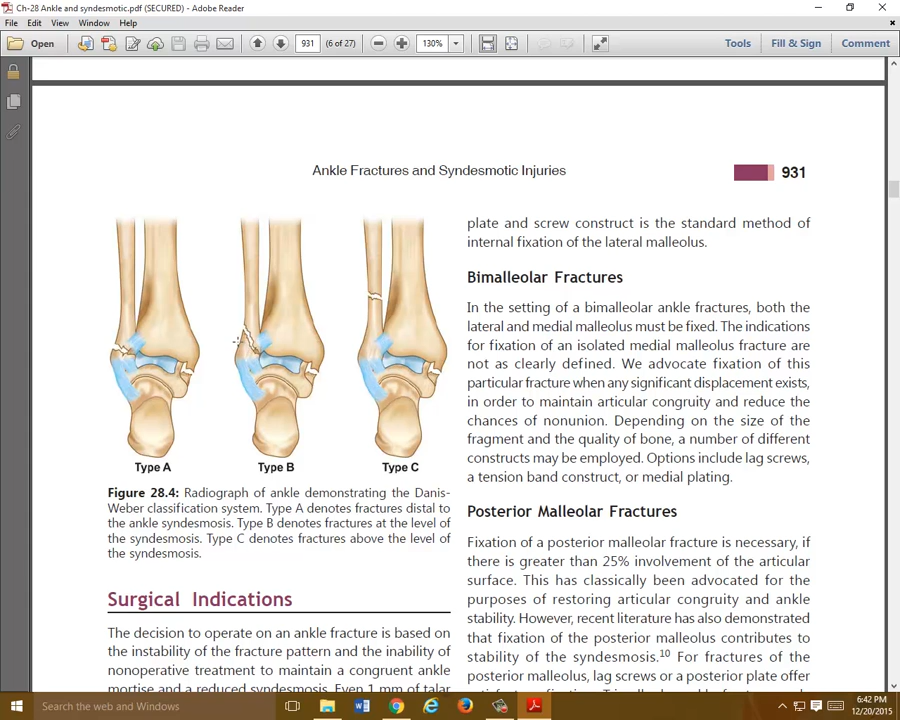 Ch-28 Ankle and syndesmotic.pdf (SECURED) - Adobe Reader
File Edit View Window Help
Open 931 (6 of 27) 130% Tools Fill & Sign Comment
Ankle Fractures and Syndesmotic Injuries 931
Type A Type B Type C
Figure 28.4: Radiograph of ankle demonstrating the Danis-
Weber classification system. Type A denotes fractures distal to
the ankle syndesmosis. Type B denotes fractures at the level of
the syndesmosis. Type C denotes fractures above the level of
the syndesmosis.
Surgical Indications
The decision to operate on an ankle fracture is based on
the instability of the fracture pattern and the inability of
nonoperative treatment to maintain a congruent ankle
mortise and a reduced syndesmosis. Even 1 mm of talar
plate and screw construct is the standard method of
internal fixation of the lateral malleolus.
Bimalleolar Fractures
In the setting of a bimalleolar ankle fractures, both the
lateral and medial malleolus must be fixed. The indications
for fixation of an isolated medial malleolus fracture are
not as clearly defined. We advocate fixation of this
particular fracture when any significant displacement exists,
in order to maintain articular congruity and reduce the
chances of nonunion. Depending on the size of the
fragment and the quality of bone, a number of different
constructs may be employed. Options include lag screws,
a tension band construct, or medial plating.
Posterior Malleolar Fractures
Fixation of a posterior malleolar fracture is necessary, if
there is greater than 25% involvement of the articular
surface. This has classically been advocated for the
purposes of restoring articular congruity and ankle
stability. However, recent literature has also demonstrated
that fixation of the posterior malleolus contributes to
stability of the syndesmosis.10 For fractures of the
posterior malleolus, lag screws or a posterior plate offer
Search the web and Windows
6:42 PM
12/20/2015